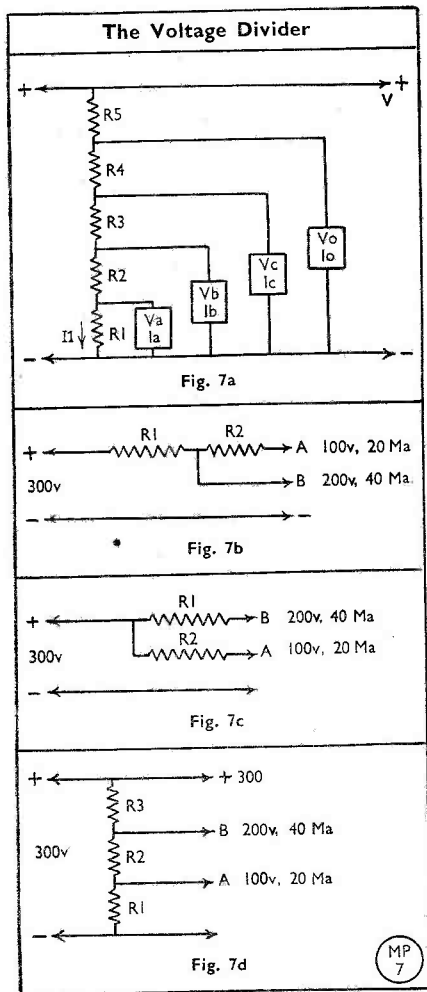 The Voltage Divider
+ +
V
R5
R4
R3
R2
R1
I1
Va
Ia
Vb
Ib
Vc
Ic
Vo
Io
- -
Fig. 7a
R1 R2
+ A 100v, 20 Ma
300v B 200v, 40 Ma
- -
Fig. 7b
R1
+ B 200v, 40 Ma
R2
300v A 100v, 20 Ma
-
Fig. 7c
+ + 300
R3
B 200v, 40 Ma
300v R2
A 100v, 20 Ma
R1
-
Fig. 7d
MP
7